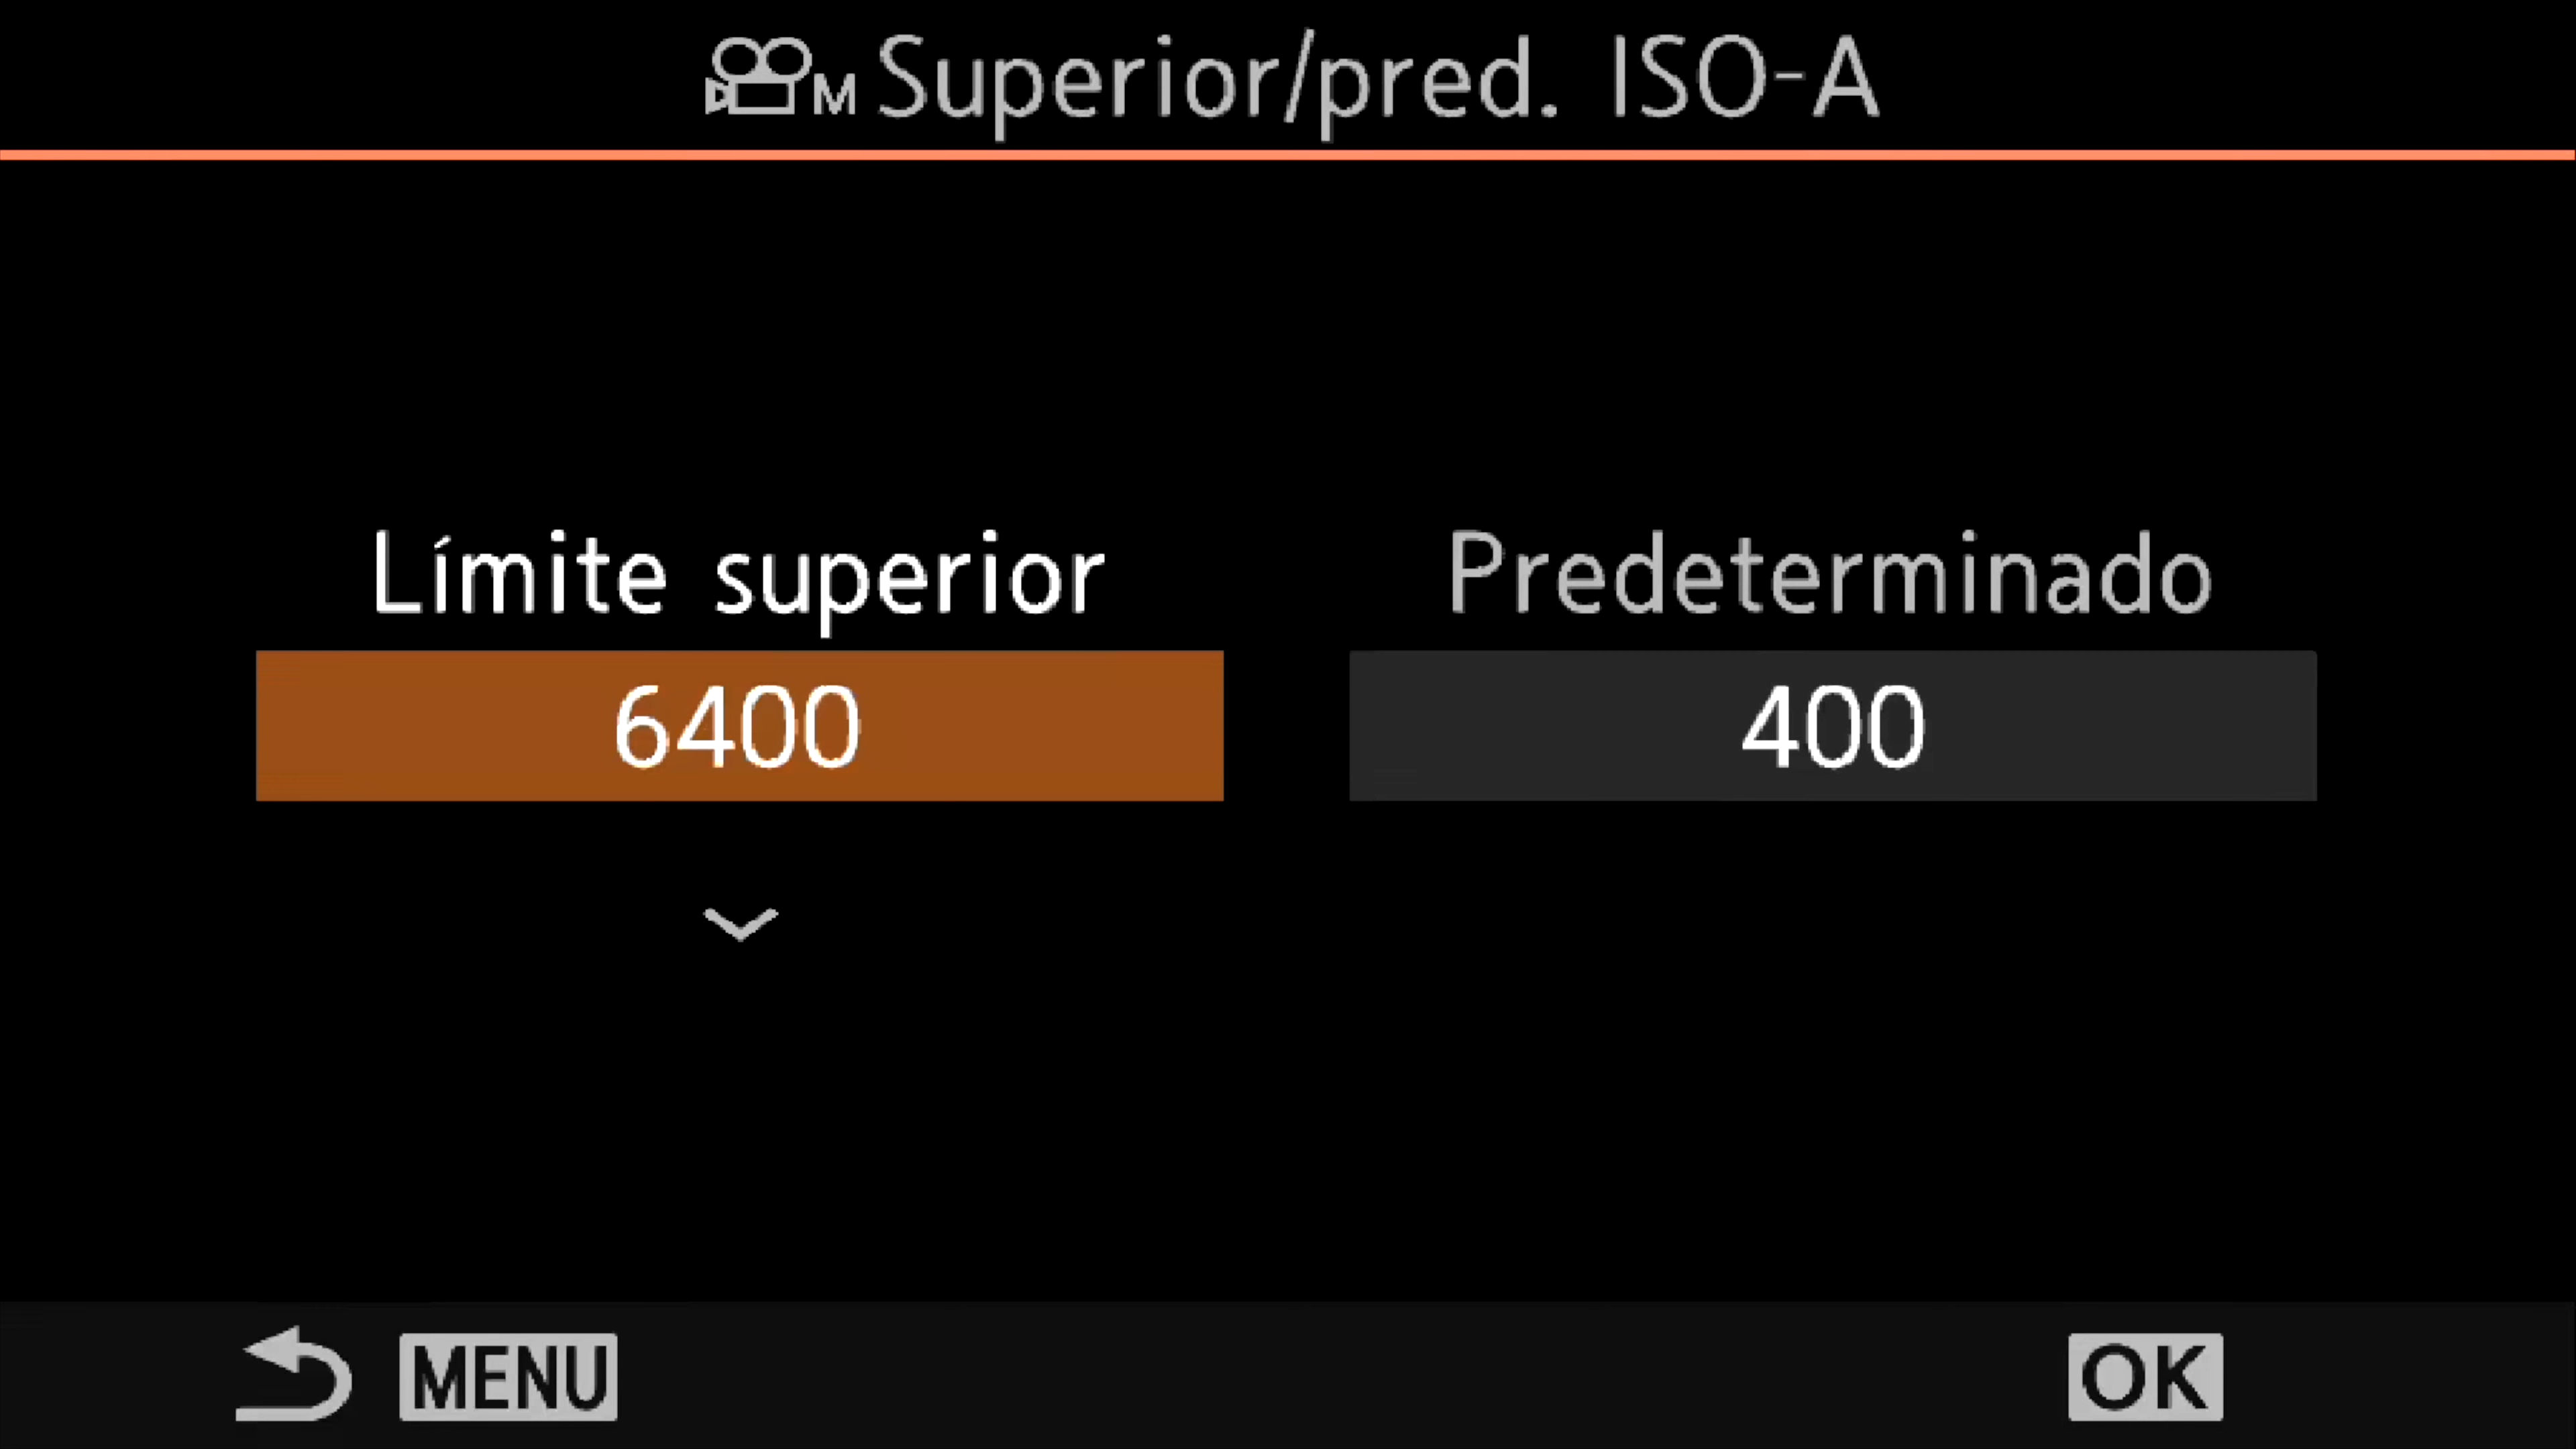 M Superior/pred. ISO-A
Límite superior
Predeterminado
6400
400
MENU
OK